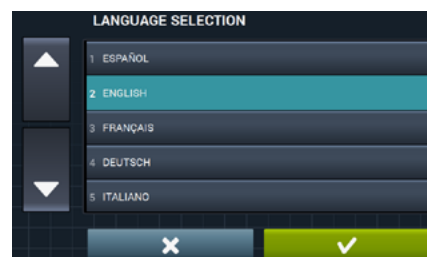 LANGUAGE SELECTION
1 ESPAÑOL
2 ENGLISH
3 FRANÇAIS
4 DEUTSCH
5 ITALIANO